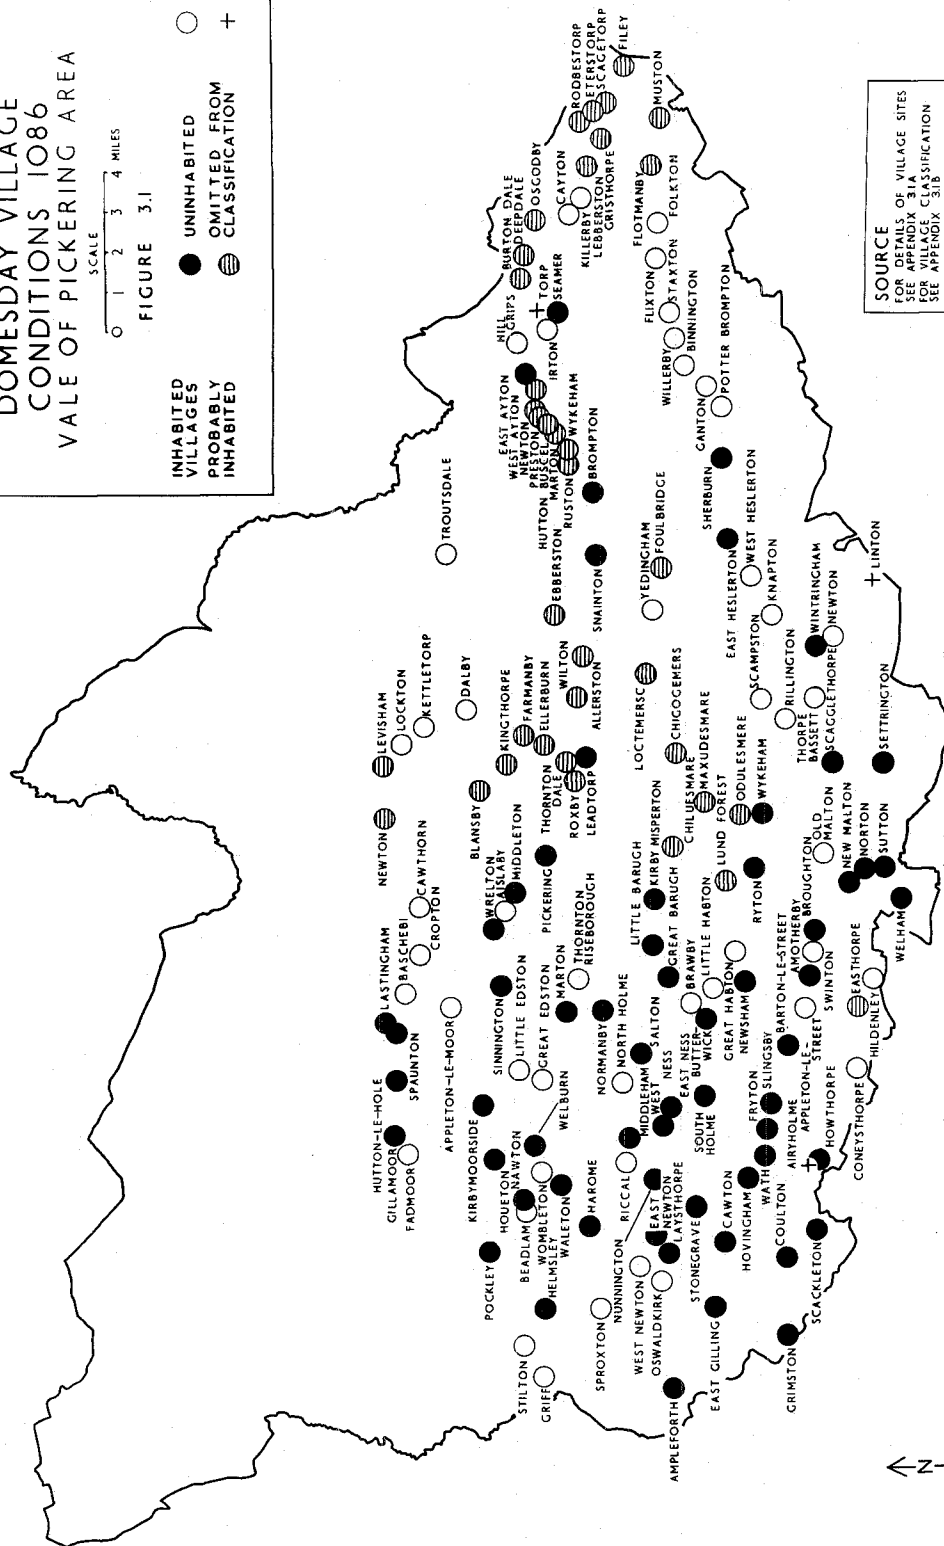 DOMESDAY VILLAGE
CONDITIONS 1086
VALE OF PICKERING AREA
SCALE
0 1 2 3 4 MILES
FIGURE 3.1
INHABITED
VILLAGES
UNINHABITED
PROBABLY
INHABITED
OMITTED FROM
CLASSIFICATION
FILEY
RODBESTORP
ETERSTORP
SCAGETORP
MUSTON
OSGODBY
CAYTON
KILLERBY
LEBBERSTON
GRISTHORPE
FLOTMANBY
FOLKTON
BURTON DALE
DEEPDALE
HILL
GRIPS
TORP
SEAMER
IRTON
FLIXTON
STAXTON
WILLERBY
BINNINGTON
EAST AYTON
WEST AYTON
NEWTON
PRESTON
HUTTON BUSCEL
MARTON
WYKEHAM
RUSTON
BROMPTON
GANTON
POTTER BROMPTON
SHERBURN
TROUTSDALE
EBBERSTON
SNAINTON
YEDINGHAM
FOULBRIDGE
EAST HESLERTON
WEST HESLERTON
KNAPTON
WINTRINGHAM
LINTON
NEWTON
LEVISHAM
LOCKTON
KETTLETORP
DALBY
KINGTHORPE
FARMANBY
ELLERBURN
WILTON
ALLERSTON
LOCTEMERSC
CHIGOGEMERS
SCAMPSTON
RILLINGTON
THORPE
BASSETT
SCAGGLETHORPE
SETTRINGTON
NEWTON
BLANSBY
THORNTON
DALE
ROXBY
LEADTORP
CHILUESMARE
MAXUDESMARE
ODULESMERE
LUND FOREST
WYKEHAM
CAWTHORN
CROPTON
WRELTON
AISLABY
MIDDLETON
PICKERING
THORNTON
RISEBOROUGH
LITTLE BARUGH
KIRBY MISPERTON
GREAT BARUGH
RYTON
OLD
MALTON
NEW MALTON
NORTON
SUTTON
WELHAM
LASTINGHAM
BASCHEBI
SPAUNTON
APPLETON-LE-MOOR
SINNINGTON
LITTLE EDSTON
GREAT EDSTON
MARTON
NORMANBY
NORTH HOLME
SALTON
BRAWBY
LITTLE HABTON
GREAT HABTON
NEWSHAM
BROUGHTON
AMOTHERBY
SWINTON
EASTHORPE
HILDENLEY
BARTON-LE-STREET
APPLETON-LE-
STREET
HUTTON-LE-HOLE
GILLAMOOR
FADMOOR
KIRBYMOORSIDE
WELBURN
MIDDLEHAM
WEST
NESS
EAST NESS
BUTTER-
WICK
SOUTH
HOLME
SLINGSBY
FRYTON
AIRYHOLME
HOWTHORPE
CONEYSTHORPE
HOUETON
NAWTON
BEADLAM
WOMBLETON
WALETON
HAROME
RICCAL
NUNNINGTON
EAST
NEWTON
LAYSTHORPE
STONEGRAVE
CAWTON
HOVINGHAM
WATH
COULTON
SCACKLETON
POCKLEY
HELMSLEY
SPROXTON
WEST NEWTON
OSWALDKIRK
EAST GILLING
GRIMSTON
STILTON
GRIFF
AMPLEFORTH
SOURCE
FOR DETAILS OF VILLAGE SITES
SEE APPENDIX 3.1A
FOR VILLAGE CLASSIFICATION
SEE APPENDIX 3.1B
N